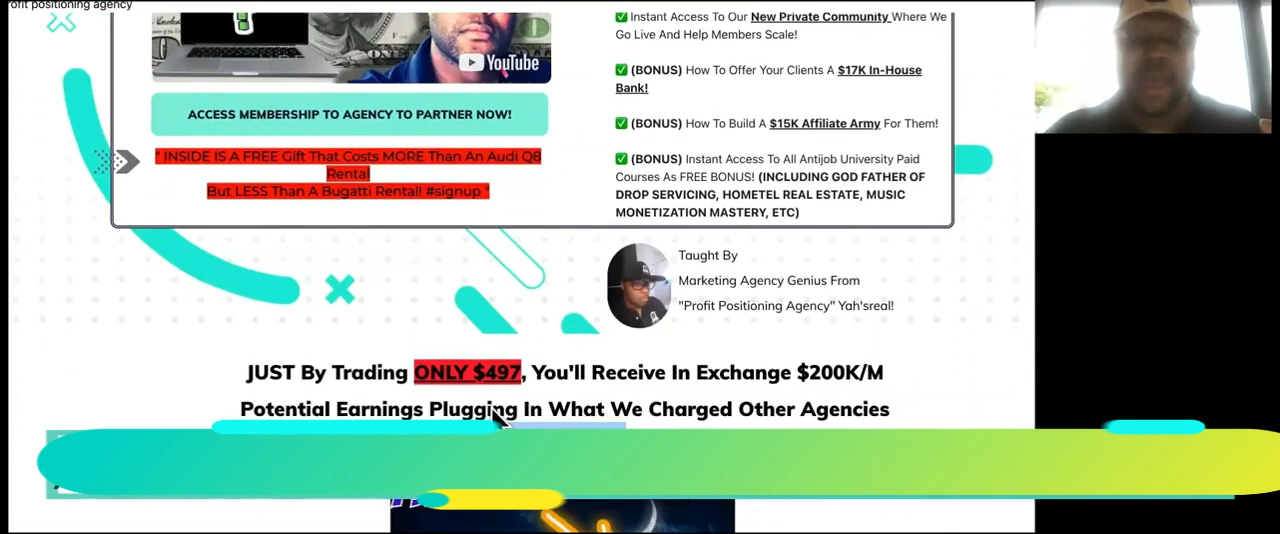 ofit positioning agency
YouTube
ACCESS MEMBERSHIP TO AGENCY TO PARTNER NOW!
" INSIDE IS A FREE Gift That Costs MORE Than An Audi Q8
Rental
But LESS Than A Bugatti Rental! #signup "
✅ Instant Access To Our New Private Community Where We
Go Live And Help Members Scale!
✅ (BONUS) How To Offer Your Clients A $17K In-House
Bank!
✅ (BONUS) How To Build A $15K Affiliate Army For Them!
✅ (BONUS) Instant Access To All Antijob University Paid
Courses As FREE BONUS! (INCLUDING GOD FATHER OF
DROP SERVICING, HOMETEL REAL ESTATE, MUSIC
MONETIZATION MASTERY, ETC)
Taught By
Marketing Agency Genius From
"Profit Positioning Agency" Yah'sreal!
JUST By Trading ONLY $497, You'll Receive In Exchange $200K/M
Potential Earnings Plugging In What We Charged Other Agencies